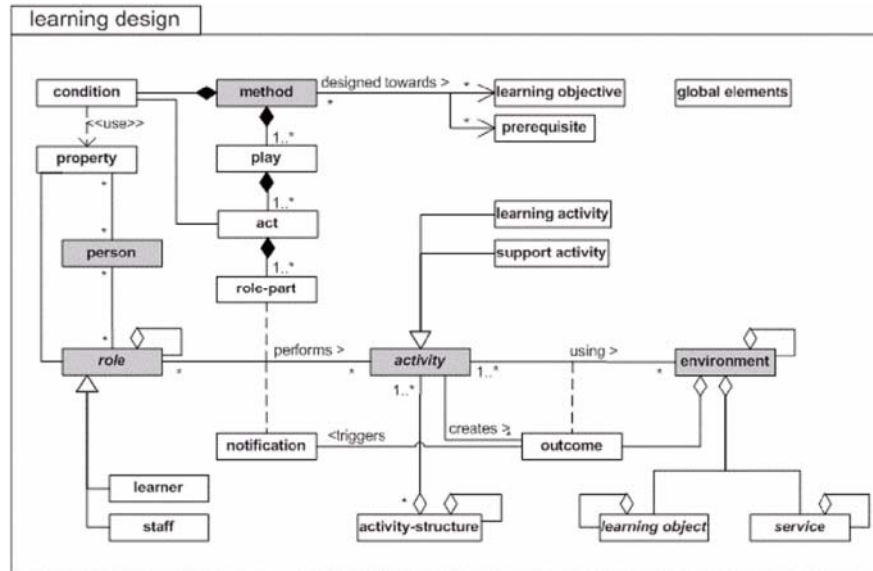 learning design
condition
method
designed towards >
*
*
learning objective
global elements
<<use>>
*
prerequisite
1..*
property
play
*
1..*
learning activity
*
act
person
support activity
*
1..*
role-part
*
role
performs >
activity
using >
environment
*
*
1..*
*
1..*
notification
<triggers
creates >
*
outcome
learner
*
staff
activity-structure
learning object
service